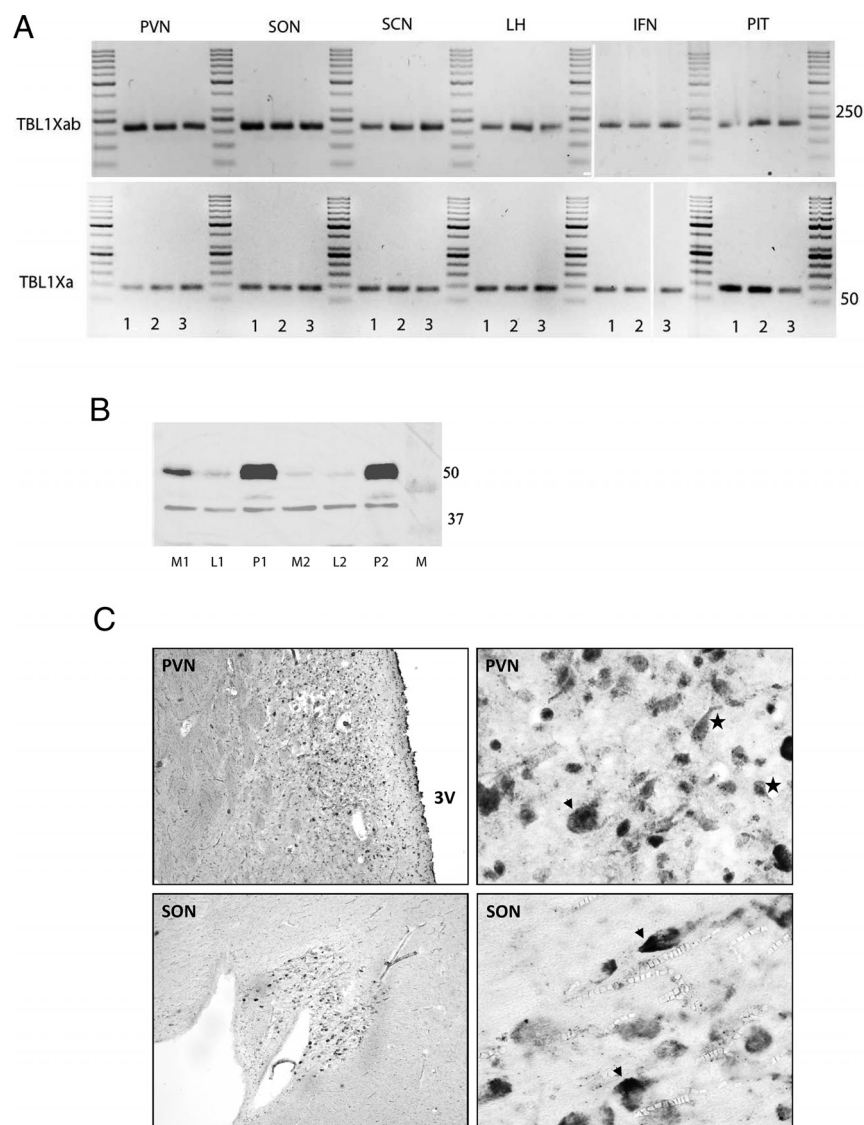 A
PVN SON SCN LH IFN PIT
TBL1Xab 250
TBL1Xa 50
1 2 3 1 2 3 1 2 3 1 2 3 1 2 3 1 2 3
B
50
37
M1 L1 P1 M2 L2 P2 M
C
PVN PVN
3V
SON SON